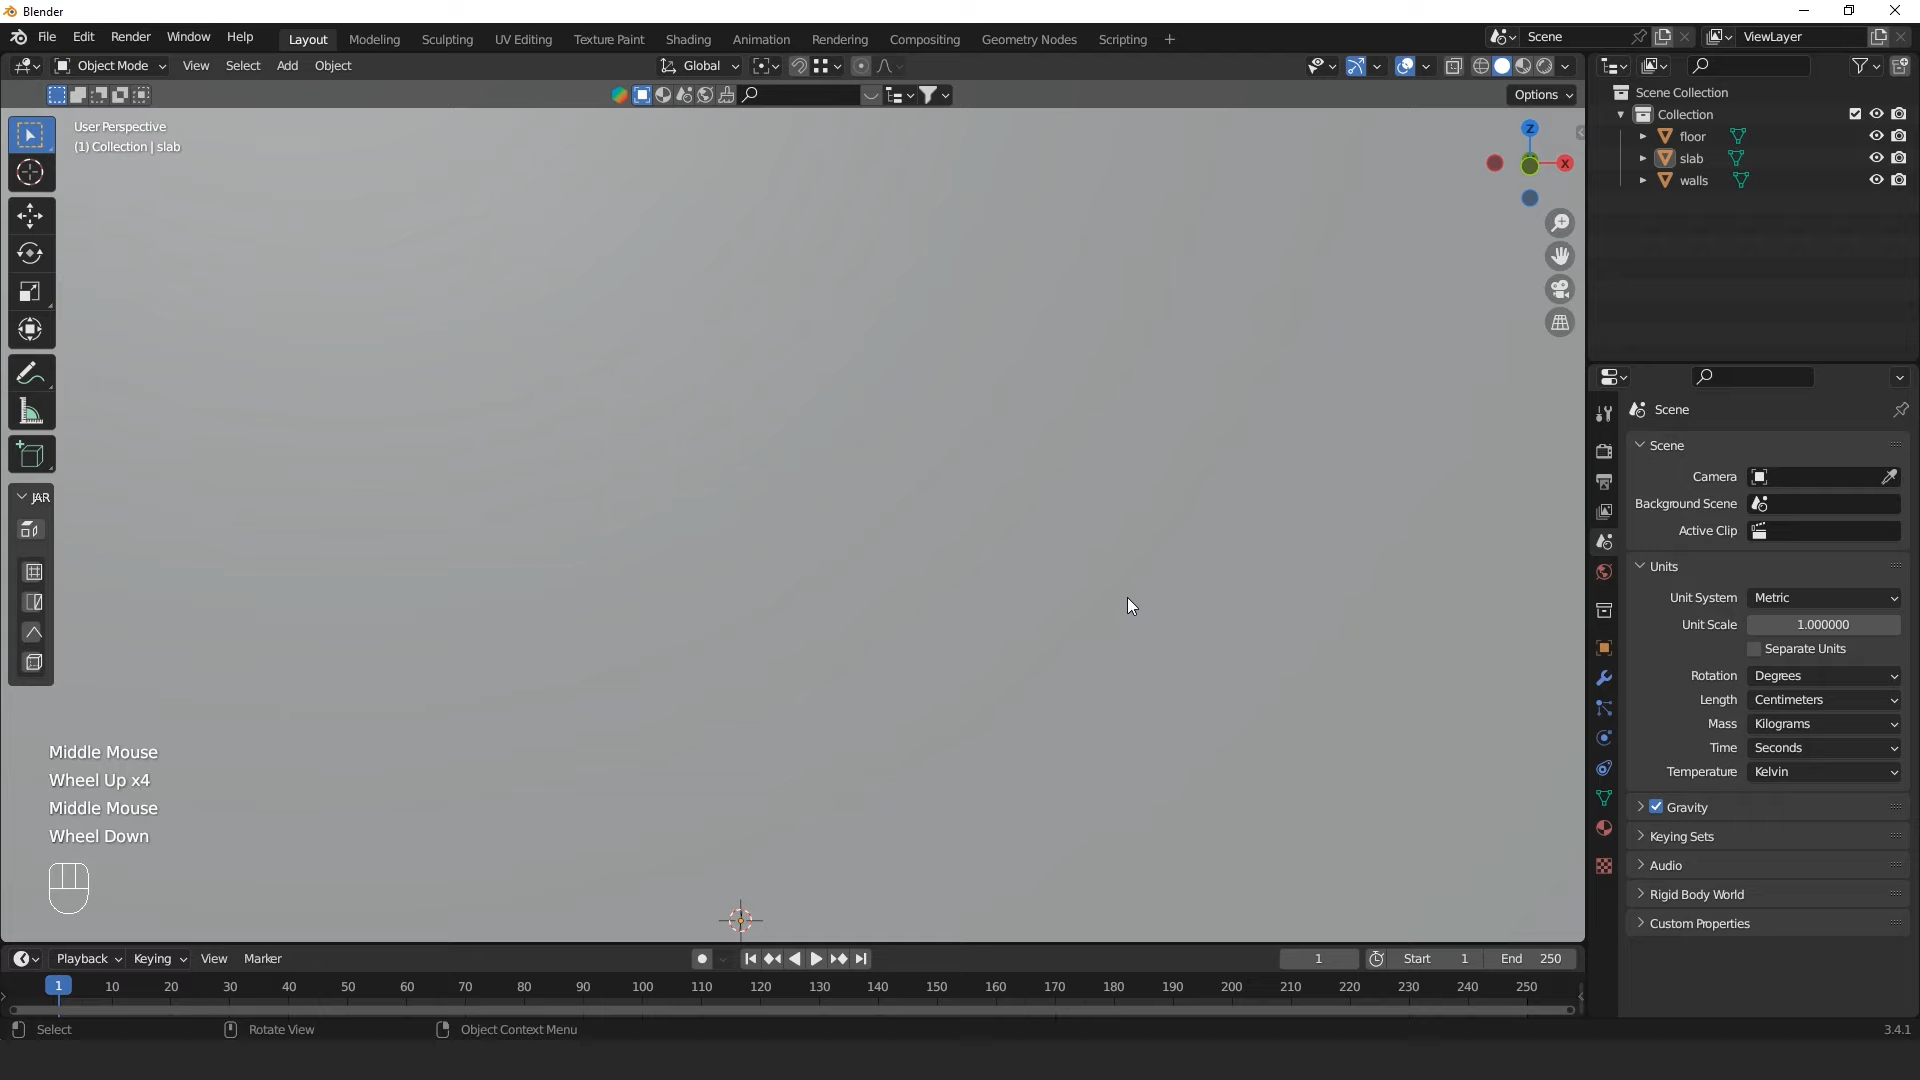 Blender
File Edit Render Window Help Layout Modeling Sculpting UV Editing Texture Paint Shading Animation Rendering Compositing Geometry Nodes Scripting + Scene ViewLayer
Object Mode View Select Add Object Global
Options
User Perspective
(1) Collection | slab
Z
X
Scene Collection
Collection
floor
slab
walls
JAR
Scene
Scene
Camera
Background Scene
Active Clip
Units
Unit System Metric
Unit Scale 1.000000
Separate Units
Rotation Degrees
Length Centimeters
Mass Kilograms
Time Seconds
Temperature Kelvin
Gravity
Keying Sets
Audio
Rigid Body World
Custom Properties
Middle Mouse
Wheel Up x4
Middle Mouse
Wheel Down
Playback Keying View Marker 1 Start 1 End 250
1 10 20 30 40 50 60 70 80 90 100 110 120 130 140 150 160 170 180 190 200 210 220 230 240 250
Select Rotate View Object Context Menu 3.4.1